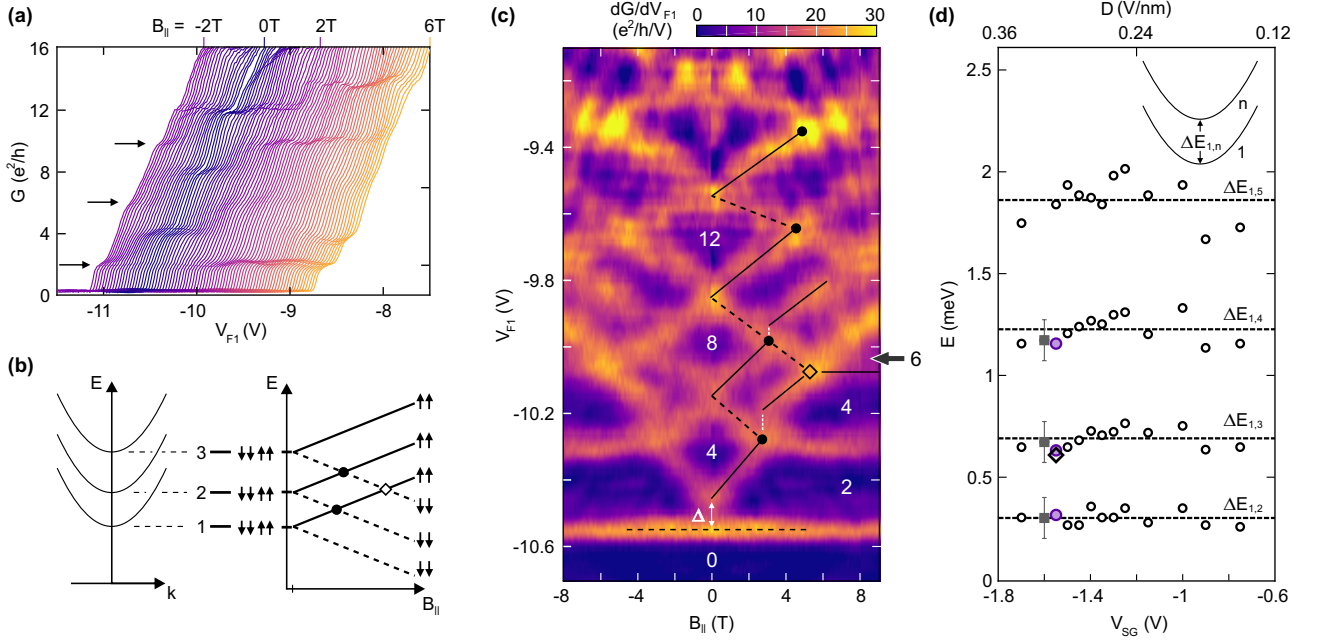 (a)
B|| = -2T 0T 2T 6T
G (e²/h)
16
12
8
4
0
-11 -10 -9 -8
V_F1 (V)
(b)
E
k
E
3 ↓↓↑↑
2 ↓↓↑↑
1 ↓↓↑↑
↑↑
↑↑
↑↑
↓↓
↓↓
↓↓
B||
(c)
dG/dV_F1
(e²/h/V)
0 10 20 30
V_F1 (V)
-9.4
-9.8
-10.2
-10.6
12
8
6
4
4
2
Δ
0
-8 -4 0 4 8
B|| (T)
(d)
D (V/nm)
0.36 0.24 0.12
E (meV)
2.5
2
1.5
1
0.5
0
n
ΔE_1,n
1
ΔE_1,5
ΔE_1,4
ΔE_1,3
ΔE_1,2
-1.8 -1.4 -1 -0.6
V_SG (V)